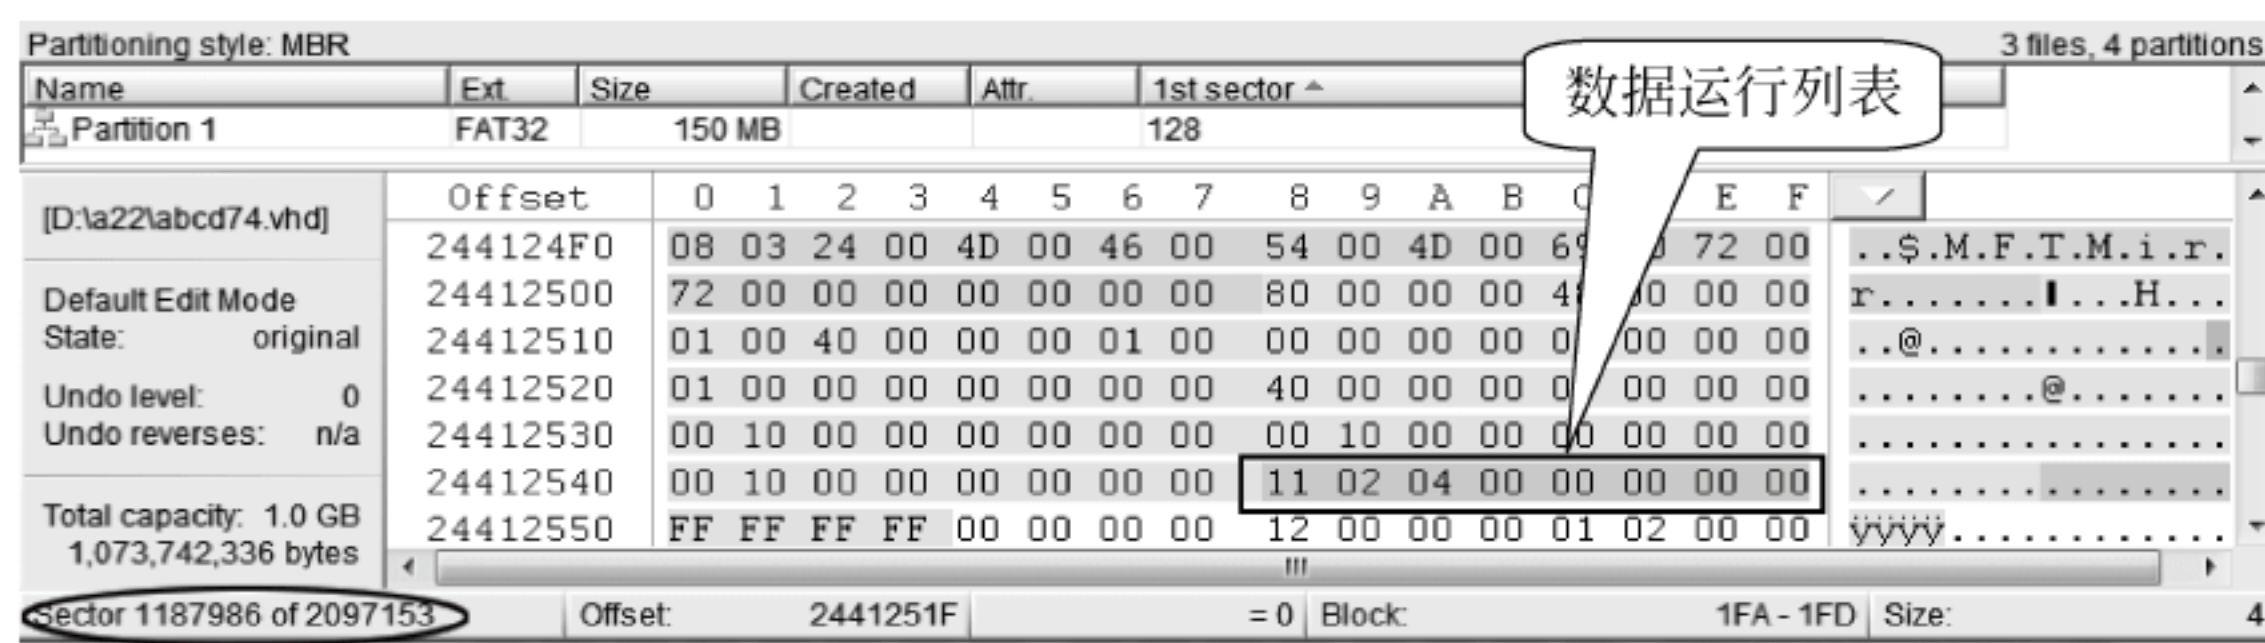 Partitioning style: MBR 3 files, 4 partitions
Name Ext. Size Created Attr. 1st sector
Partition 1 FAT32 150 MB 128
数据运行列表
[D:\a22\abcd74.vhd]
Default Edit Mode
State: original
Undo level: 0
Undo reverses: n/a
Total capacity: 1.0 GB
1,073,742,336 bytes
Offset 0 1 2 3 4 5 6 7 8 9 A B C E F
244124F0 08 03 24 00 4D 00 46 00 54 00 4D 00 69 72 00 ..$.M.F.T.M.i.r.
24412500 72 00 00 00 00 00 00 00 80 00 00 00 48 00 00 00 r.......▌...H...
24412510 01 00 40 00 00 00 01 00 00 00 00 00 00 00 00 ..@.............
24412520 01 00 00 00 00 00 00 00 40 00 00 00 00 00 00 ........@.......
24412530 00 10 00 00 00 00 00 00 00 10 00 00 00 00 00 00 ................
24412540 00 10 00 00 00 00 00 00 11 02 04 00 00 00 00 00 ................
24412550 FF FF FF FF 00 00 00 00 12 00 00 00 01 02 00 00 ÿÿÿÿ............
Sector 1187986 of 2097153 Offset: 2441251F = 0 Block: 1FA - 1FD Size: 4